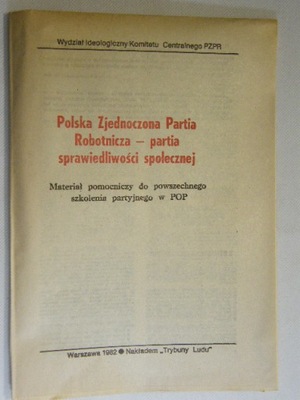 Wydział Ideologiczny Komitetu Centralnego PZPR
Polska Zjednoczona Partia
Robotnicza — partia
sprawiedliwości społecznej
Materiał pomocniczy do powszechnego
szkolenia partyjnego w POP
Warszawa 1982 ● Nakładem „Trybuny Ludu"